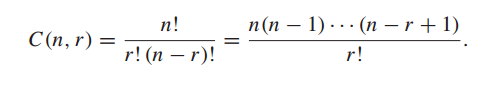 C(n, r) = n! / (r! (n − r)!) = n(n − 1) · · · (n − r + 1) / r! .